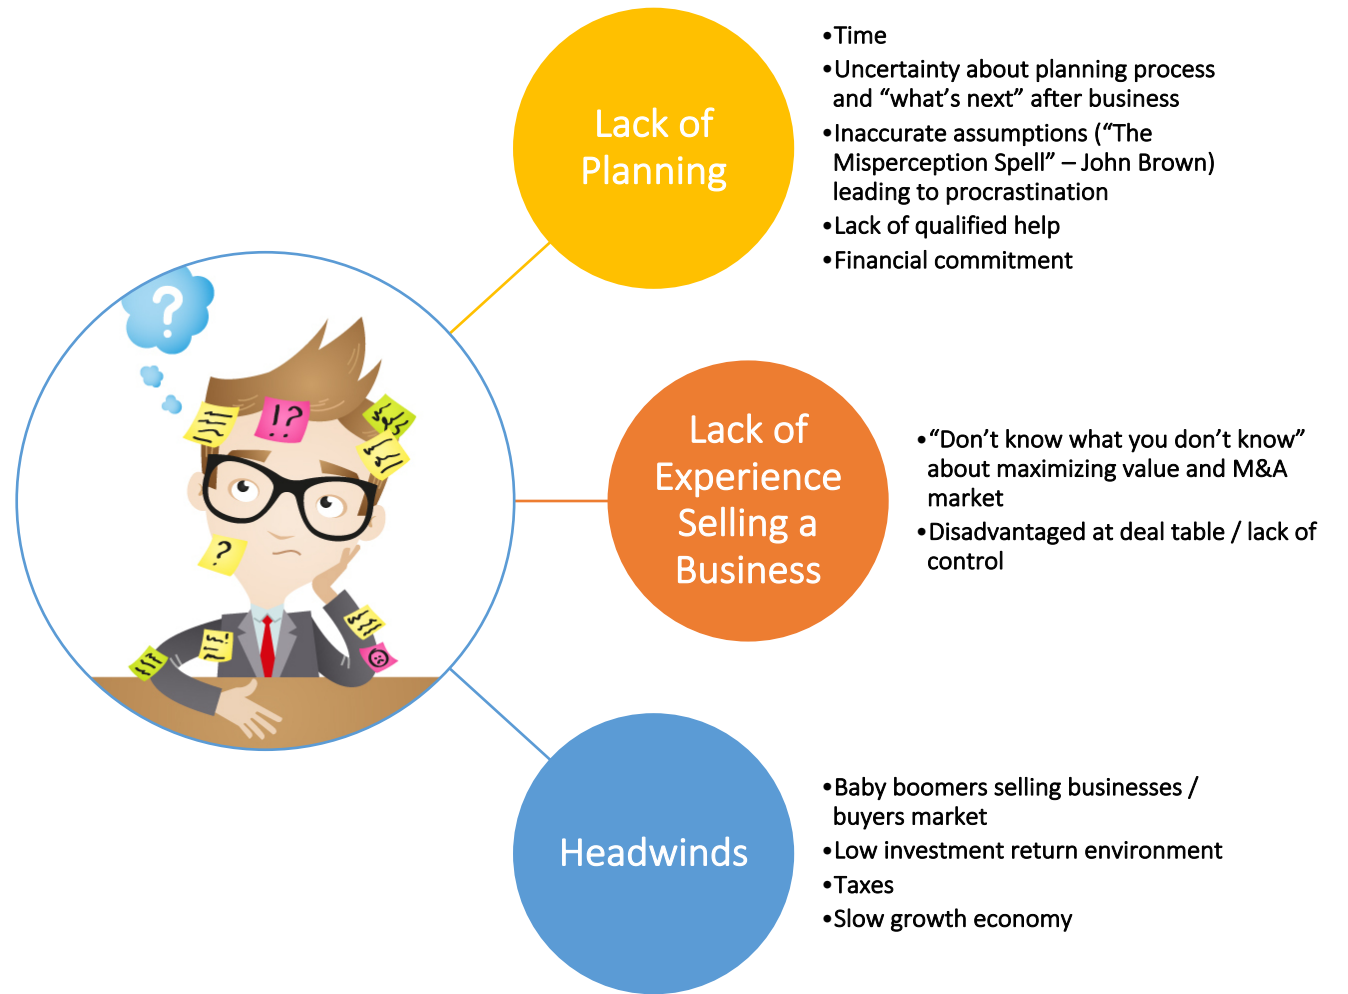 Lack of
Planning
•Time
•Uncertainty about planning process
and “what’s next” after business
•Inaccurate assumptions (“The
Misperception Spell” – John Brown)
leading to procrastination
•Lack of qualified help
•Financial commitment
?
!?
?
Lack of
Experience
Selling a
Business
•“Don’t know what you don’t know”
about maximizing value and M&A
market
•Disadvantaged at deal table / lack of
control
Headwinds
•Baby boomers selling businesses /
buyers market
•Low investment return environment
•Taxes
•Slow growth economy